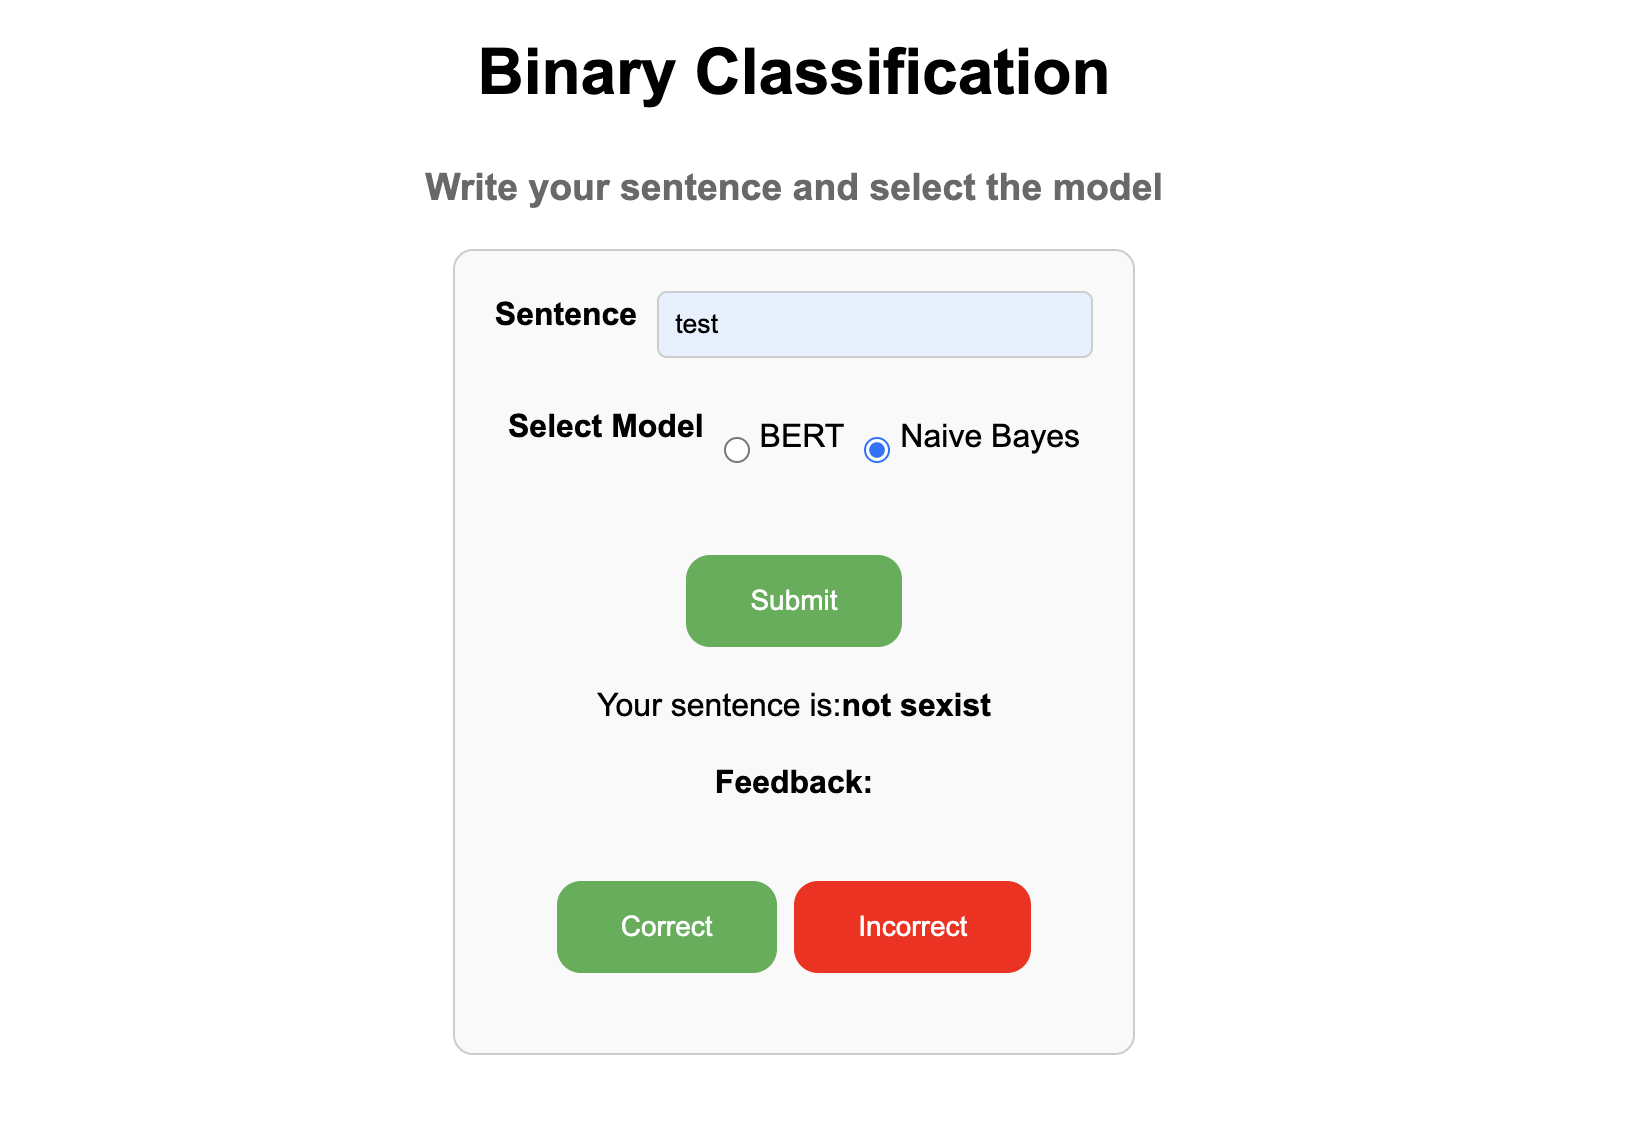 Binary Classification
Write your sentence and select the model
Sentence test
Select Model BERT Naive Bayes
Submit
Your sentence is:not sexist
Feedback:
Correct Incorrect